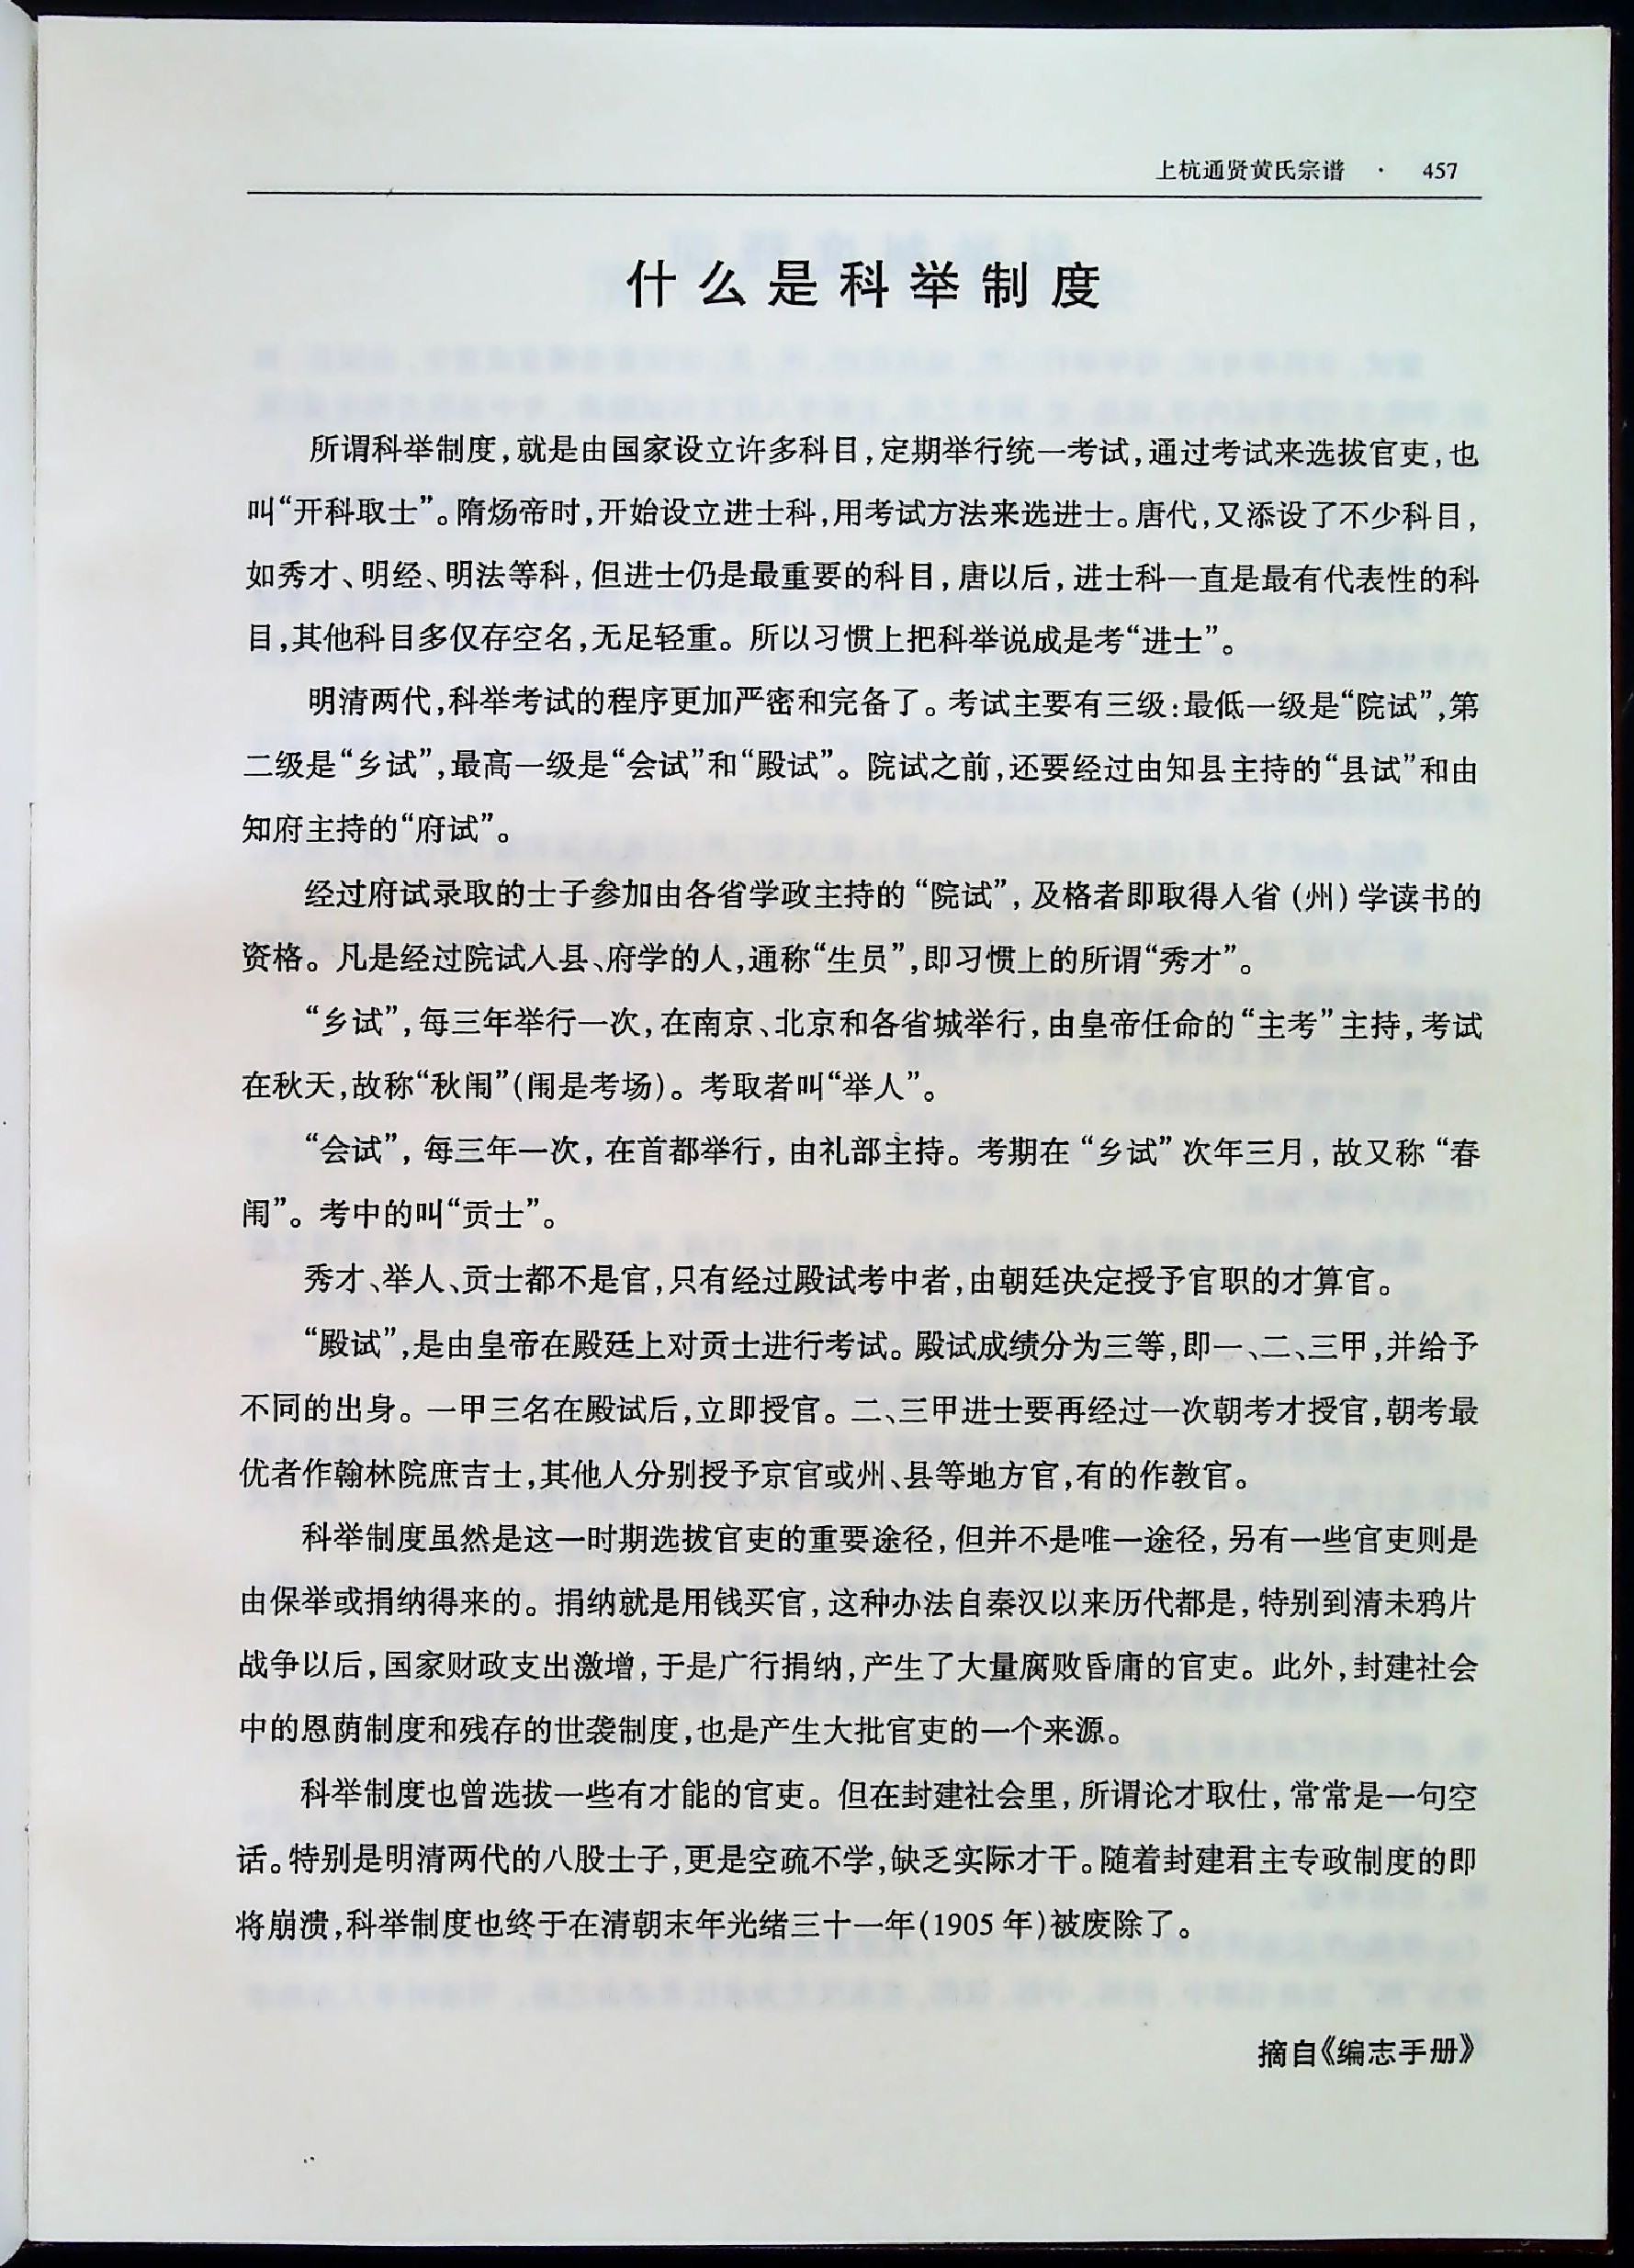 上杭通贤黄氏宗谱 · 457
什么是科举制度
所谓科举制度,就是由国家设立许多科目,定期举行统一考试,通过考试来选拔官吏,也
叫“开科取士”。隋炀帝时,开始设立进士科,用考试方法来选进士。唐代,又添设了不少科目,
如秀才、明经、明法等科,但进士仍是最重要的科目,唐以后,进士科一直是最有代表性的科
目,其他科目多仅存空名,无足轻重。所以习惯上把科举说成是考“进士”。
明清两代,科举考试的程序更加严密和完备了。考试主要有三级:最低一级是“院试”,第
二级是“乡试”,最高一级是“会试”和“殿试”。院试之前,还要经过由知县主持的“县试”和由
知府主持的“府试”。
经过府试录取的士子参加由各省学政主持的“院试”,及格者即取得人省(州)学读书的
资格。凡是经过院试人县、府学的人,通称“生员”,即习惯上的所谓“秀才”。
“乡试”,每三年举行一次,在南京、北京和各省城举行,由皇帝任命的“主考”主持,考试
在秋天,故称“秋闱”(闱是考场)。考取者叫“举人”。
“会试”,每三年一次,在首都举行,由礼部主持。考期在“乡试”次年三月,故又称“春
闱”。考中的叫“贡士”。
秀才、举人、贡士都不是官,只有经过殿试考中者,由朝廷决定授予官职的才算官。
“殿试”,是由皇帝在殿廷上对贡士进行考试。殿试成绩分为三等,即一、二、三甲,并给予
不同的出身。一甲三名在殿试后,立即授官。二、三甲进士要再经过一次朝考才授官,朝考最
优者作翰林院庶吉士,其他人分别授予京官或州、县等地方官,有的作教官。
科举制度虽然是这一时期选拔官吏的重要途径,但并不是唯一途径,另有一些官吏则是
由保举或捐纳得来的。捐纳就是用钱买官,这种办法自秦汉以来历代都是,特别到清末鸦片
战争以后,国家财政支出激增,于是广行捐纳,产生了大量腐败昏庸的官吏。此外,封建社会
中的恩荫制度和残存的世袭制度,也是产生大批官吏的一个来源。
科举制度也曾选拔一些有才能的官吏。但在封建社会里,所谓论才取仕,常常是一句空
话。特别是明清两代的八股士子,更是空疏不学,缺乏实际才干。随着封建君主专政制度的即
将崩溃,科举制度也终于在清朝末年光绪三十一年(1905年)被废除了。
摘自《编志手册》